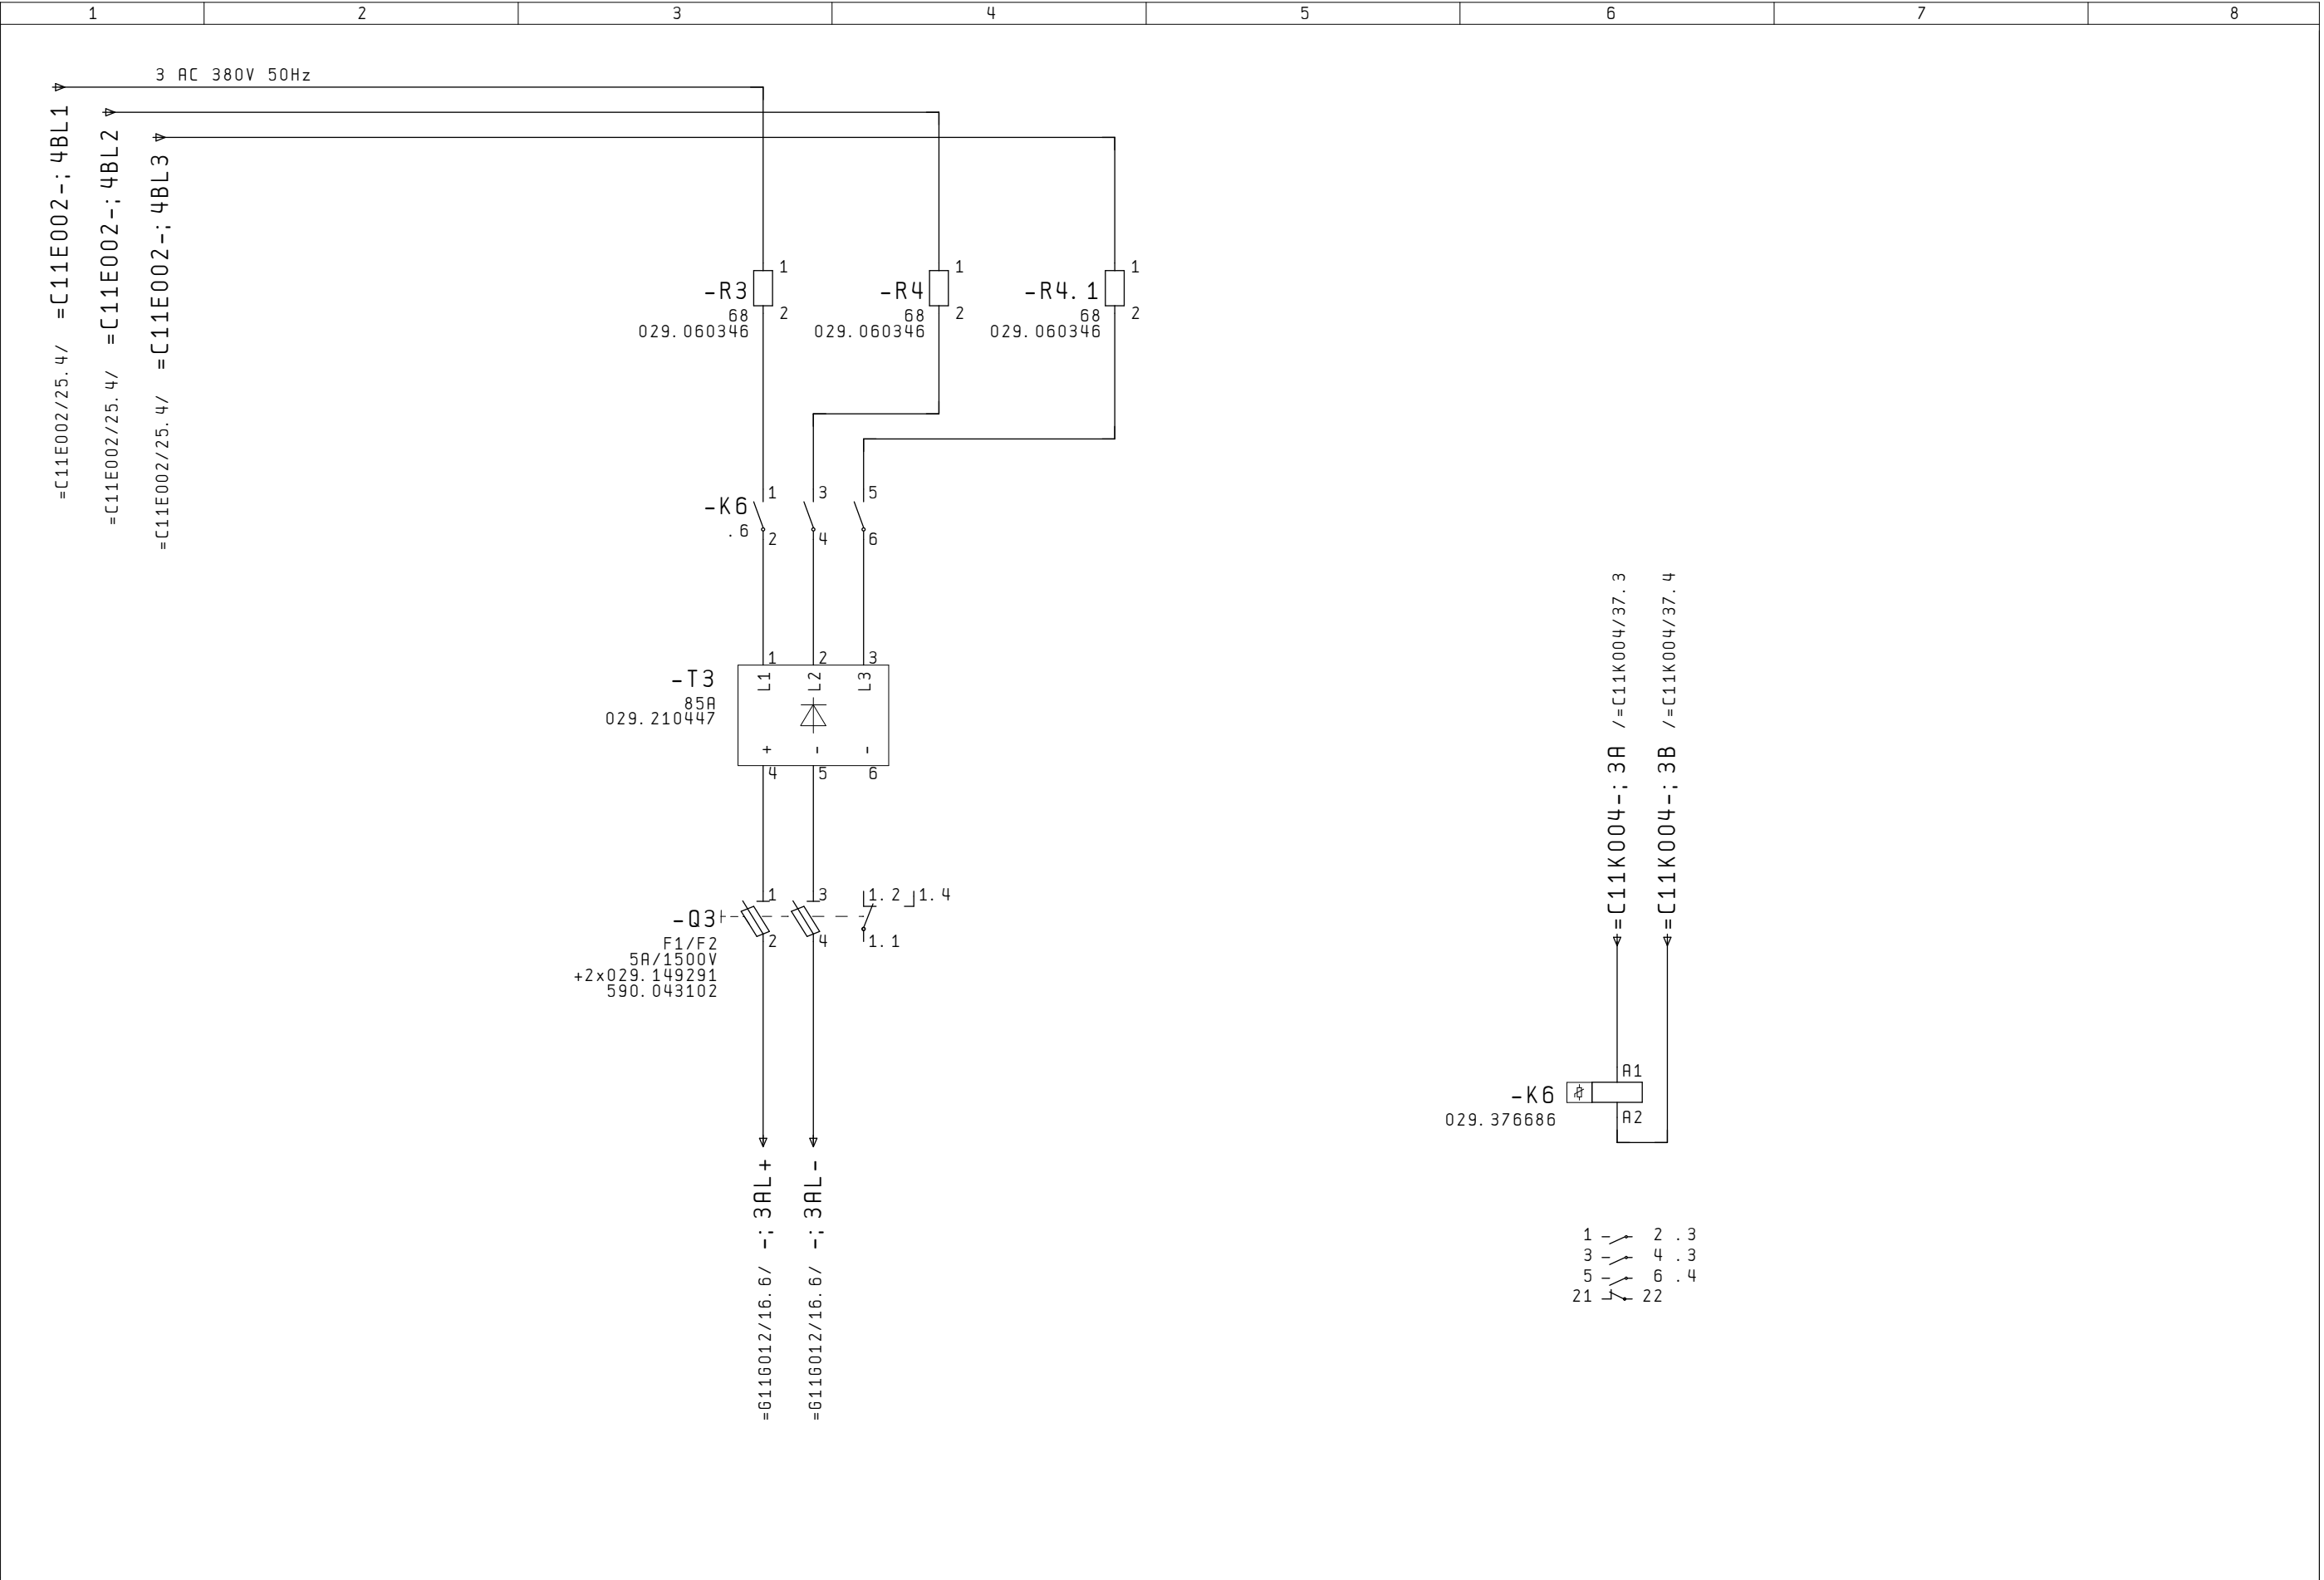 1 2 3 4 5 6 7 8
3 AC 380V 50Hz
=C11E002/25.4/ =C11E002-; 4BL1
=C11E002/25.4/ =C11E002-; 4BL2
=C11E002/25.4/ =C11E002-; 4BL3
-R3
68
029.060346
1
2
-R4
68
029.060346
1
2
-R4.1
68
029.060346
1
2
-K6
.6
1 3 5
2 4 6
-T3
85A
029.210447
1 2 3
L1 L2 L3
+ - -
4 5 6
-Q3
F1/F2
5A/1500V
+2x029.149291
590.043102
1 3 1.2 1.4
2 4 1.1
=G11G012/16.6/ -; 3AL+
=G11G012/16.6/ -; 3AL-
=C11K004-; 3A /=C11K004/37.3
=C11K004-; 3B /=C11K004/37.4
-K6
029.376686
A1
A2
1 2 .3
3 4 .3
5 6 .4
21 22